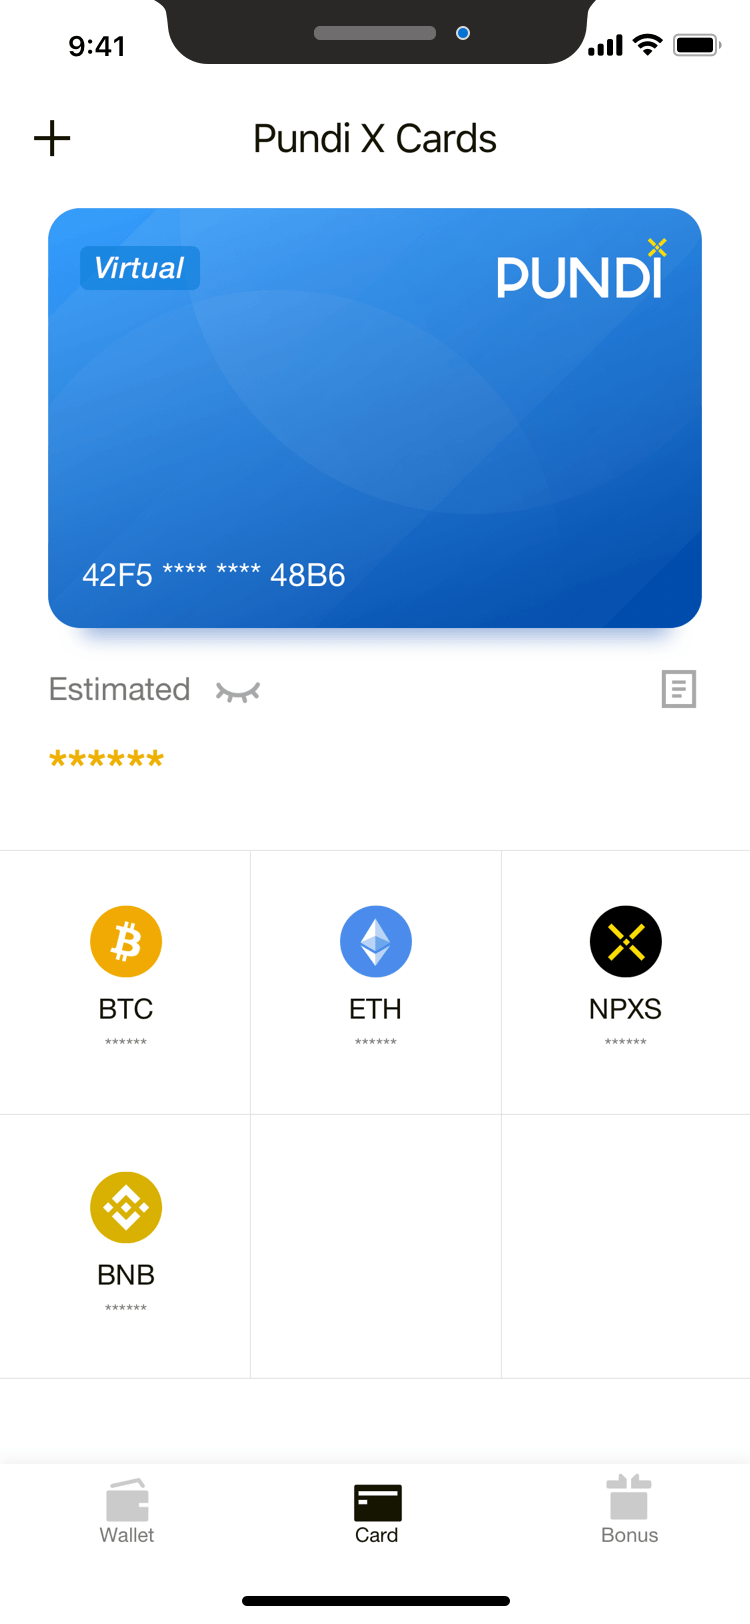 9:41
Pundi X Cards
Virtual
PUNDI
42F5 **** **** 48B6
Estimated
******
BTC
ETH
NPXS
******
******
******
BNB
******
Wallet
Card
Bonus